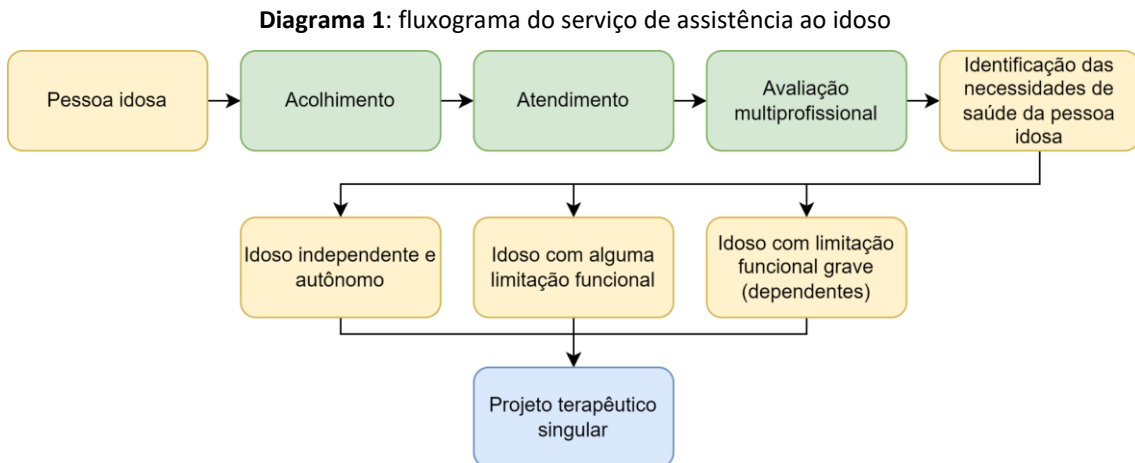 Diagrama 1: fluxograma do serviço de assistência ao idoso
Pessoa idosa
Acolhimento
Atendimento
Avaliação
multiprofissional
Identificação das
necessidades de
saúde da pessoa
idosa
Idoso independente e
autônomo
Idoso com alguma
limitação funcional
Idoso com limitação
funcional grave
(dependentes)
Projeto terapêutico
singular